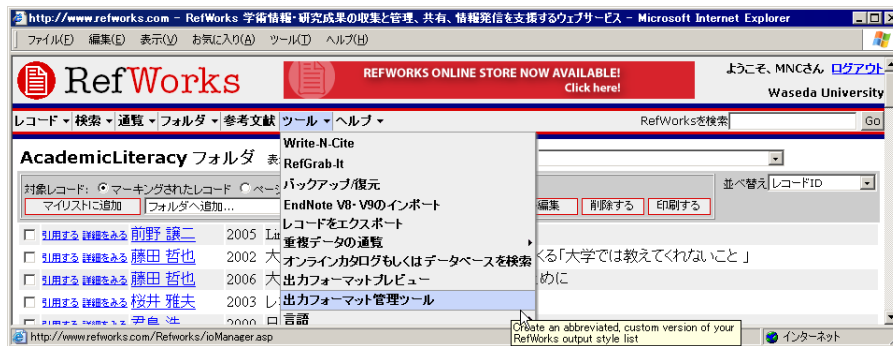 http://www.refworks.com - RefWorks 学術情報・研究成果の収集と管理、共有、情報発信を支援するウェブサービス - Microsoft Internet Explorer
ファイル(F) 編集(E) 表示(V) お気に入り(A) ツール(T) ヘルプ(H)
RefWorks
REFWORKS ONLINE STORE NOW AVAILABLE!
Click here!
ようこそ、MNCさん ログアウト
Waseda University
レコード 検索 通覧 フォルダ 参考文献 ツール ヘルプ RefWorksを検索 Go
Write-N-Cite
RefGrab-It
バックアップ/復元
EndNote V8-V9のインポート
レコードをエクスポート
重複データの通覧
オンラインカタログもしくはデータベースを検索
出力フォーマットプレビュー
出力フォーマット管理ツール
言語
AcademicLiteracy フォルダ
並べ替え レコードID
対象レコード: マーキングされたレコード
マイリストに追加 フォルダへ追加... 編集 削除する 印刷する
引用する 詳細をみる 前野 譲二 2005
引用する 詳細をみる 藤田 哲也 2002 大 くる「大学では教えてくれないこと」
引用する 詳細をみる 藤田 哲也 2006 大 めに
引用する 詳細をみる 桜井 雅夫 2003 レ
Create an abbreviated, custom version of your
RefWorks output style list
http://www.refworks.com/Refworks/ioManager.asp インターネット